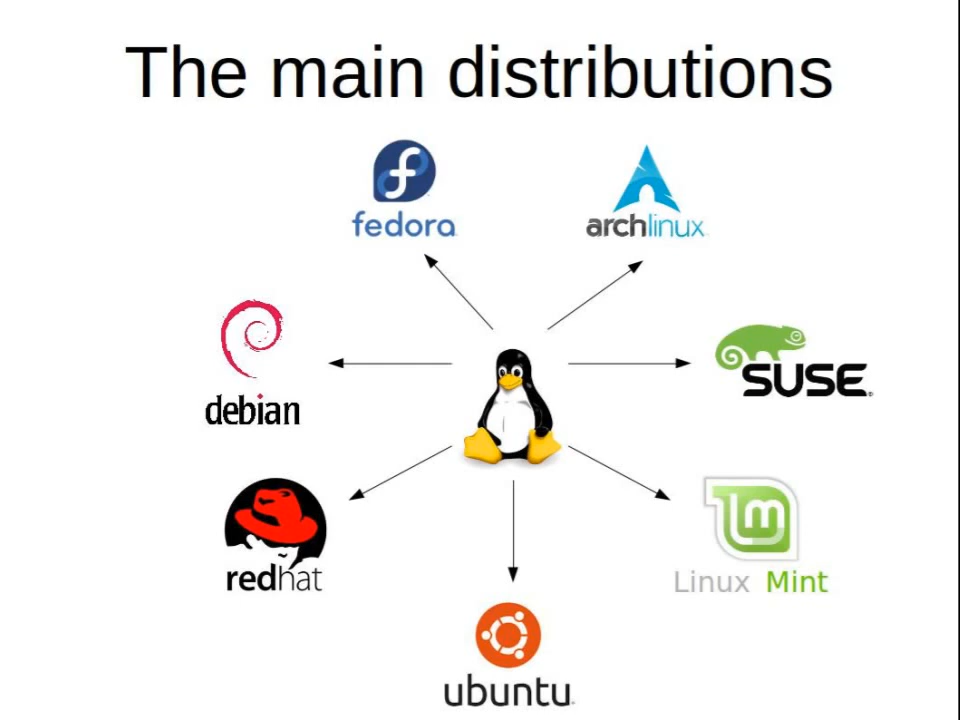 The main distributions
fedora
archlinux
debian
SUSE
redhat
Linux Mint
ubuntu